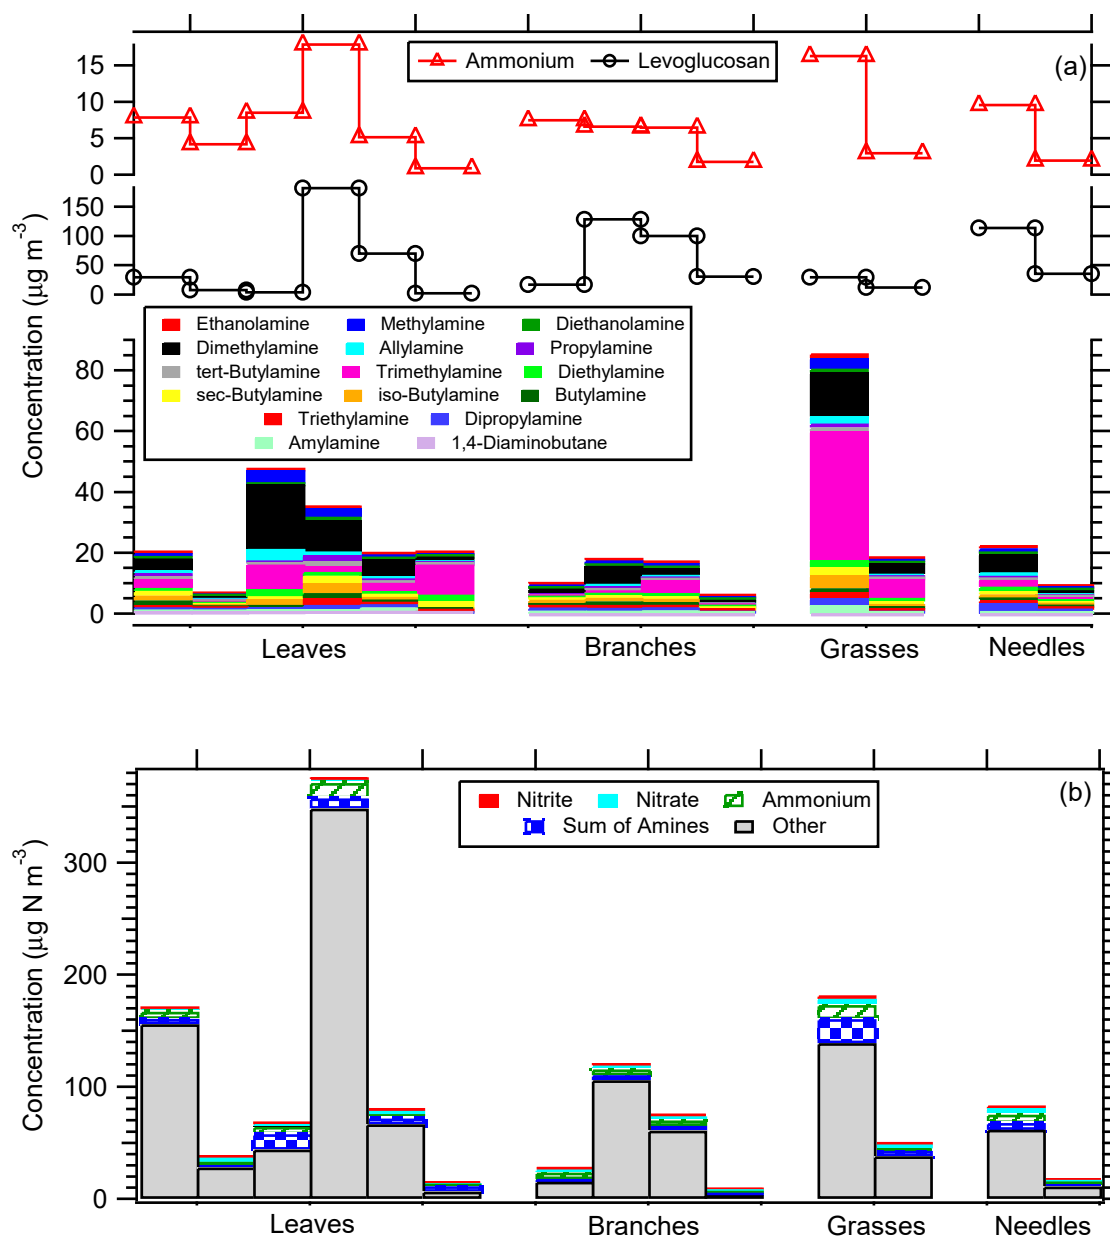 (a)
Ammonium Levoglucosan
15
10
5
0
150
100
50
0
Concentration (µg m⁻³)
Ethanolamine Methylamine Diethanolamine
Dimethylamine Allylamine Propylamine
tert-Butylamine Trimethylamine Diethylamine
sec-Butylamine iso-Butylamine Butylamine
Triethylamine Dipropylamine
Amylamine 1,4-Diaminobutane
80
60
40
20
0
Leaves Branches Grasses Needles
(b)
Nitrite Nitrate Ammonium
Sum of Amines Other
Concentration (µg N m⁻³)
300
200
100
0
Leaves Branches Grasses Needles